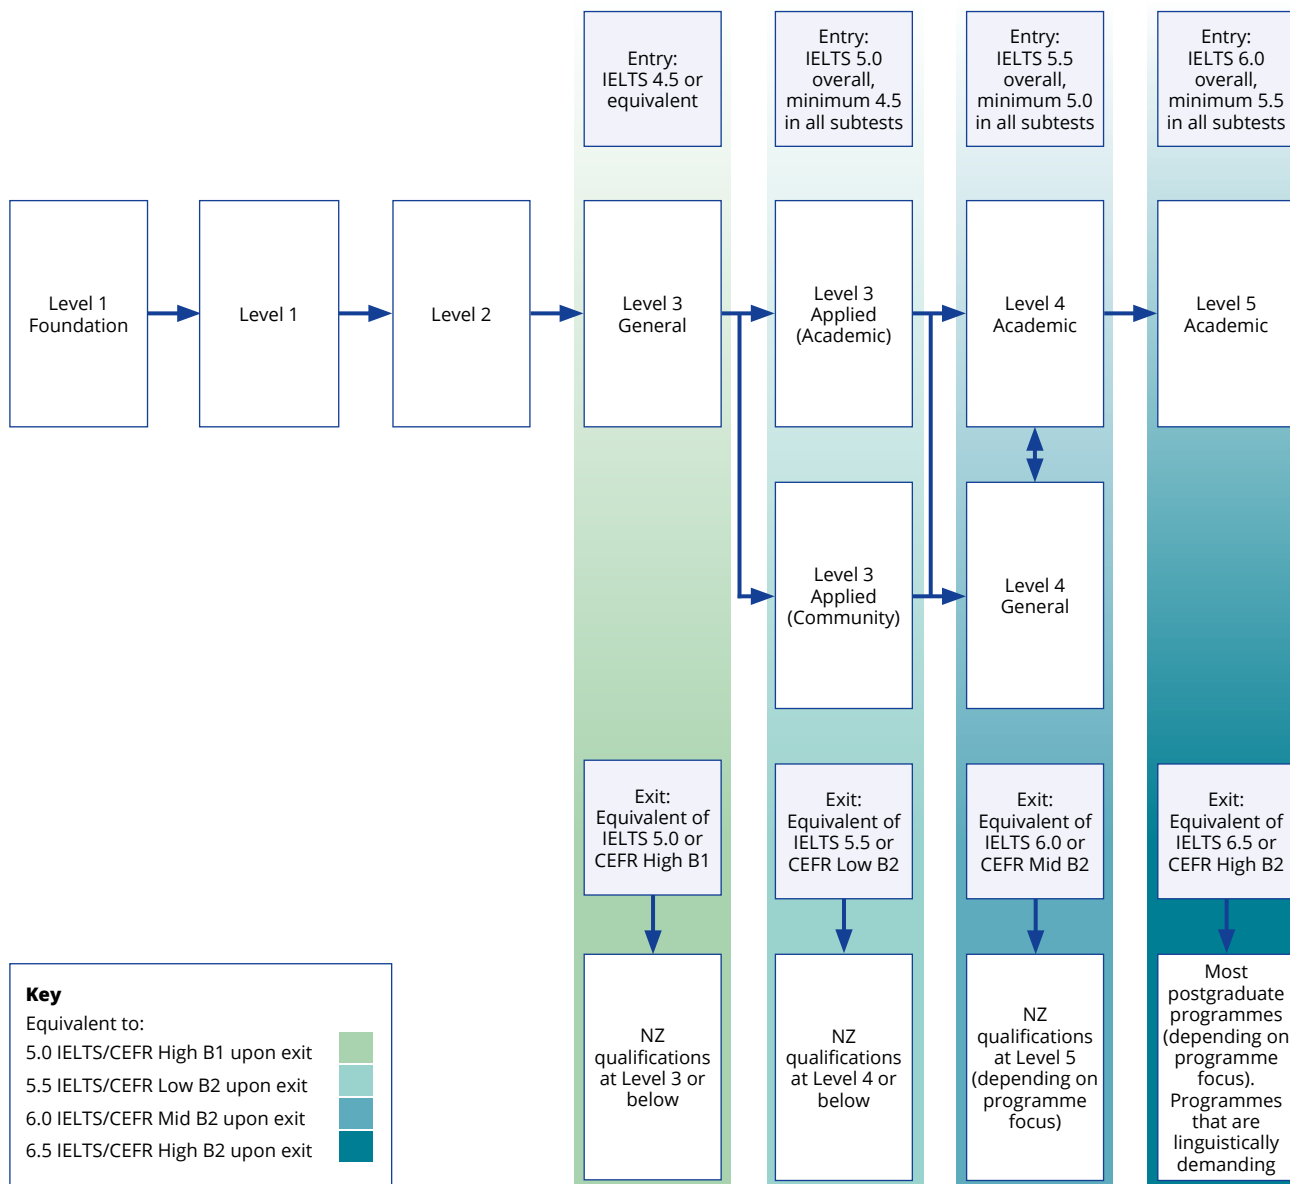 Entry:
IELTS 4.5 or
equivalent
Entry:
IELTS 5.0
overall,
minimum 4.5
in all subtests
Entry:
IELTS 5.5
overall,
minimum 5.0
in all subtests
Entry:
IELTS 6.0
overall,
minimum 5.5
in all subtests
Level 1
Foundation
Level 1
Level 2
Level 3
General
Level 3
Applied
(Academic)
Level 4
Academic
Level 5
Academic
Level 3
Applied
(Community)
Level 4
General
Exit:
Equivalent of
IELTS 5.0 or
CEFR High B1
Exit:
Equivalent of
IELTS 5.5 or
CEFR Low B2
Exit:
Equivalent of
IELTS 6.0 or
CEFR Mid B2
Exit:
Equivalent of
IELTS 6.5 or
CEFR High B2
NZ
qualifications
at Level 3 or
below
NZ
qualifications
at Level 4 or
below
NZ
qualifications
at Level 5
(depending on
programme
focus)
Most
postgraduate
programmes
(depending on
programme
focus).
Programmes
that are
linguistically
demanding
Key
Equivalent to:
5.0 IELTS/CEFR High B1 upon exit
5.5 IELTS/CEFR Low B2 upon exit
6.0 IELTS/CEFR Mid B2 upon exit
6.5 IELTS/CEFR High B2 upon exit